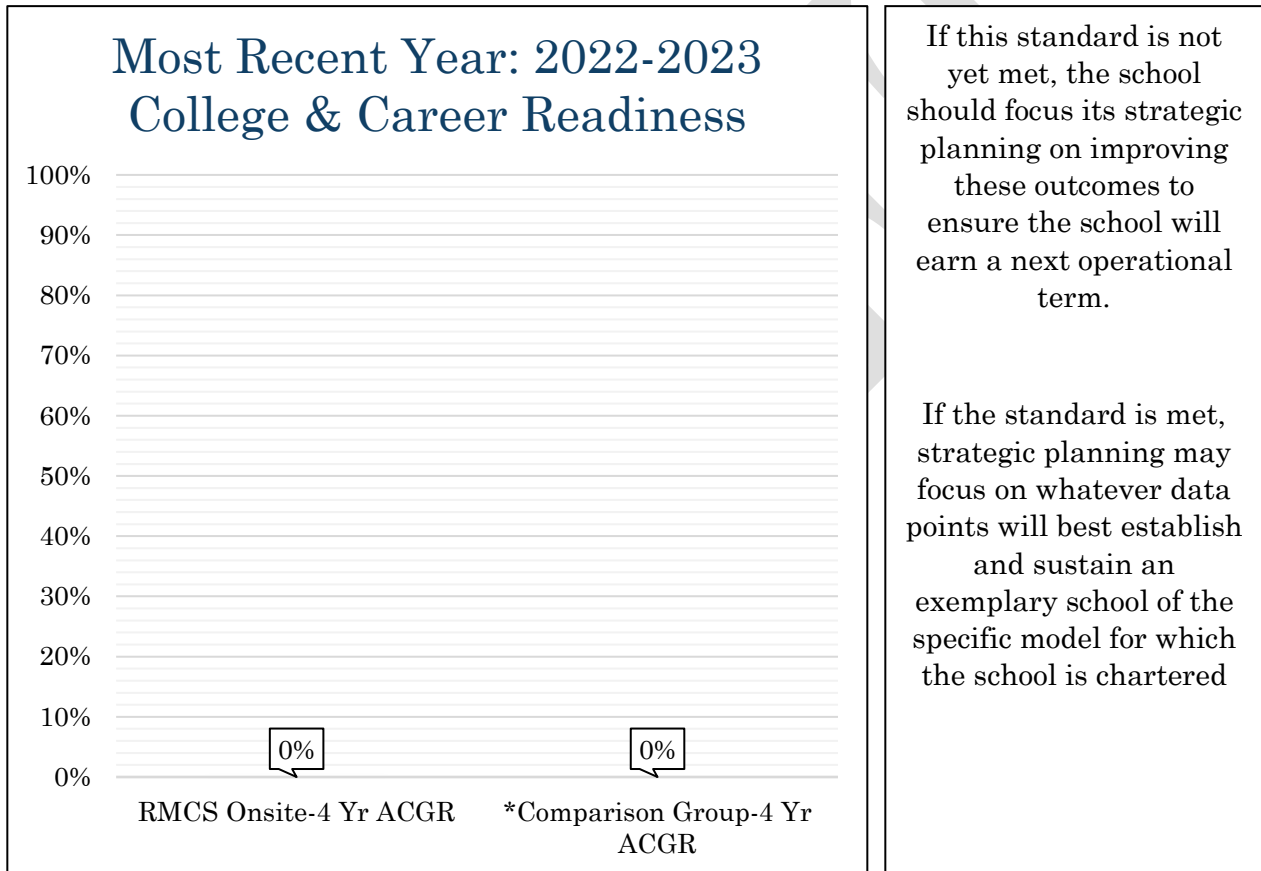 Most Recent Year: 2022-2023
College & Career Readiness
100%
90%
80%
70%
60%
50%
40%
30%
20%
10%
0%
0%
0%
RMCS Onsite-4 Yr ACGR
*Comparison Group-4 Yr
ACGR
If this standard is not
yet met, the school
should focus its strategic
planning on improving
these outcomes to
ensure the school will
earn a next operational
term.
If the standard is met,
strategic planning may
focus on whatever data
points will best establish
and sustain an
exemplary school of the
specific model for which
the school is chartered